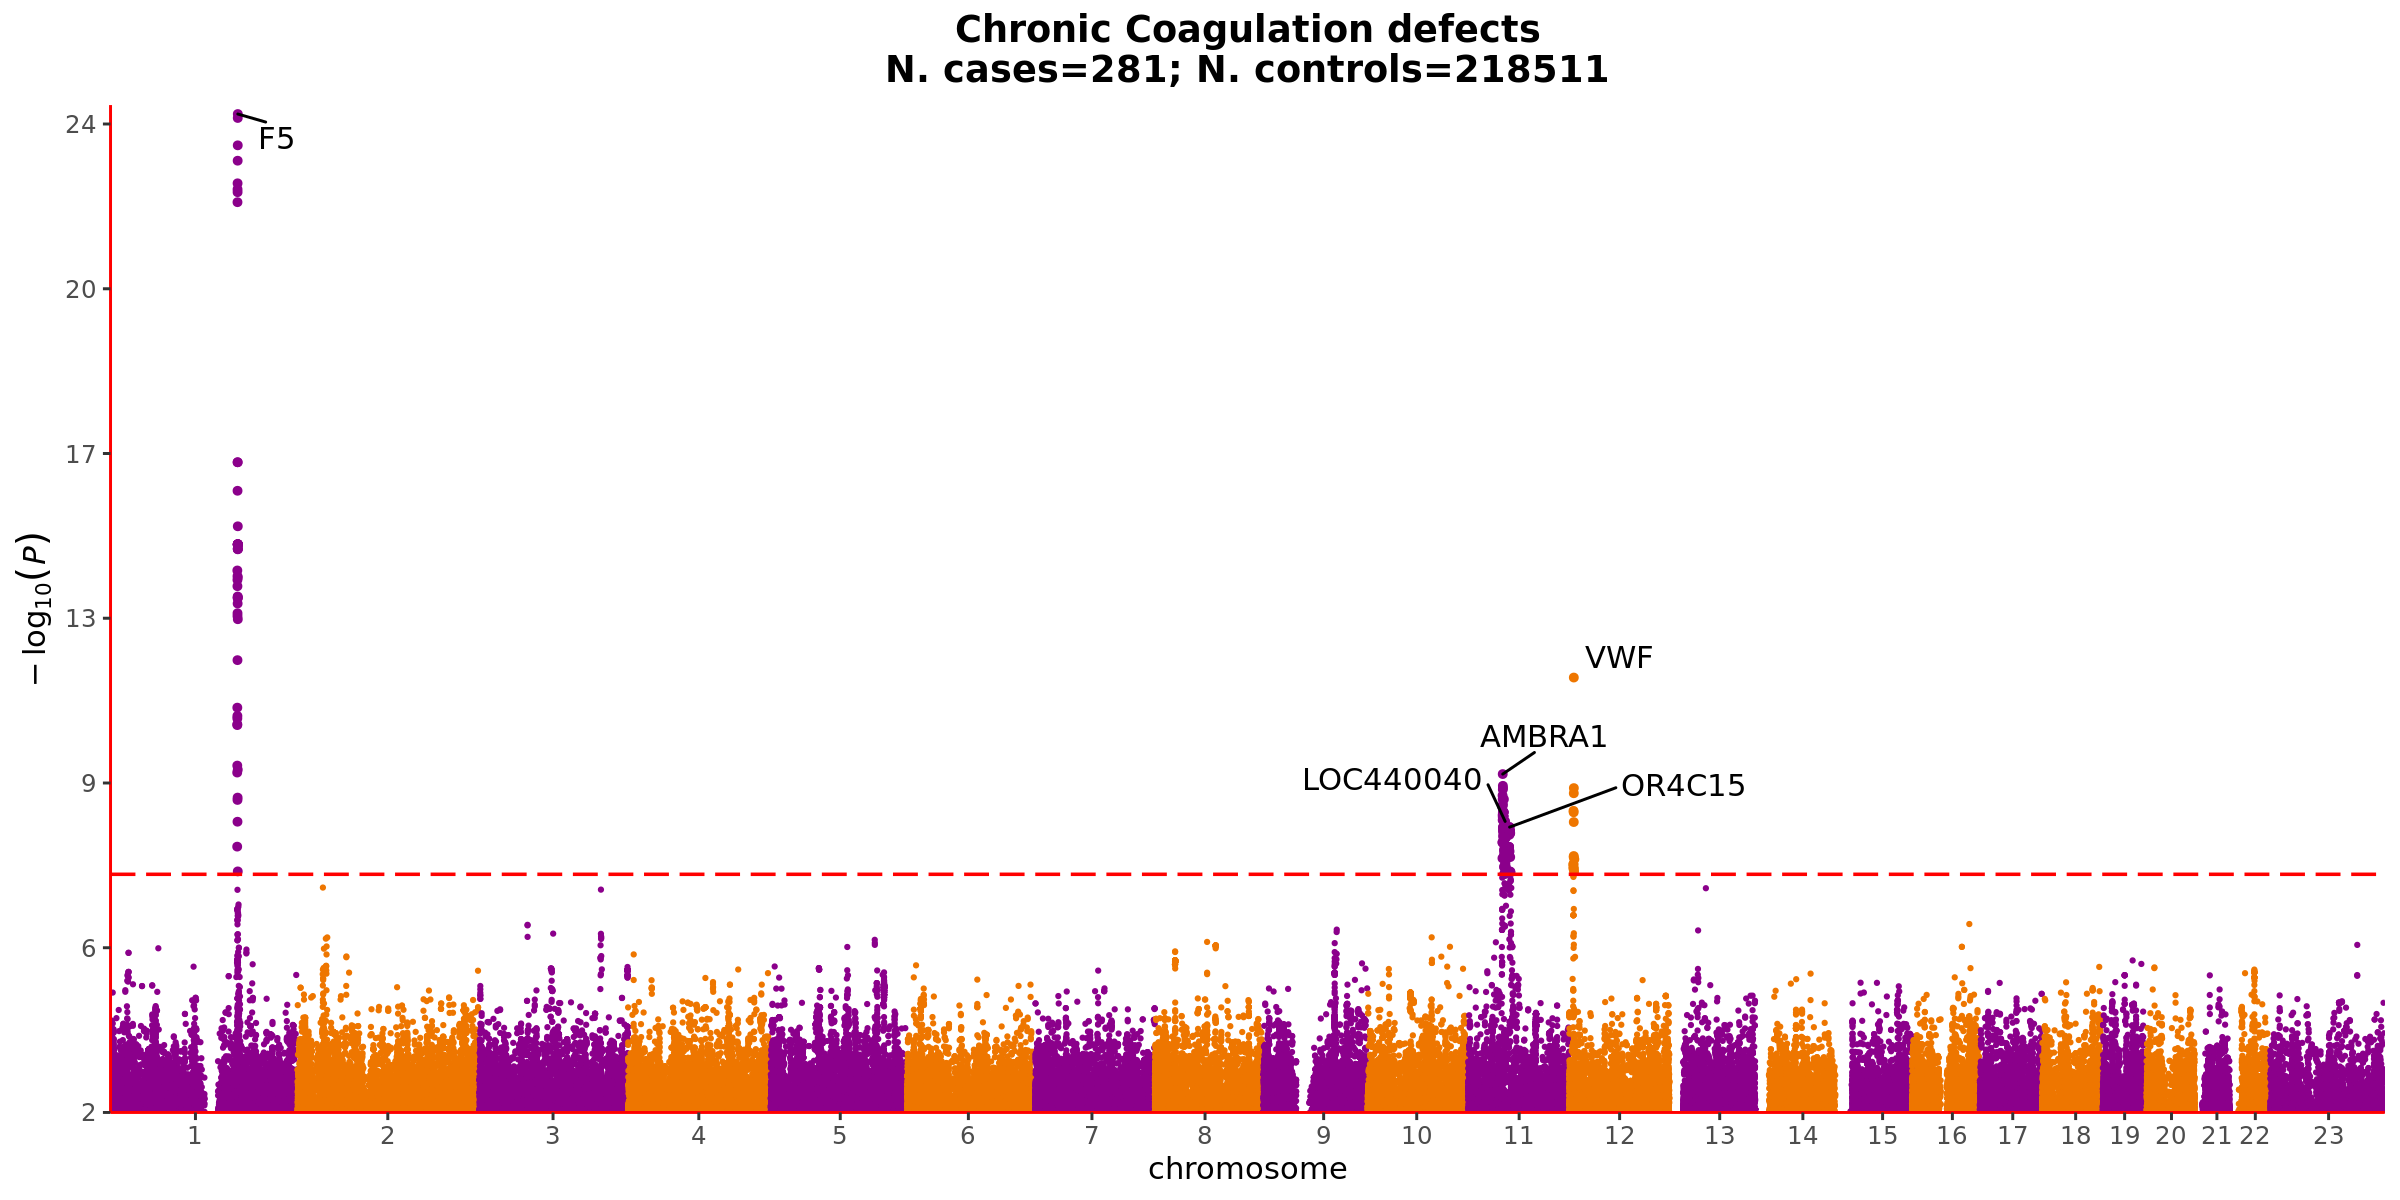 Chronic Coagulation defects
N. cases=281; N. controls=218511
24
F5
20
17
13
VWF
AMBRA1
LOC440040
OR4C15
9
6
2
−log10(P)
1 2 3 4 5 6 7 8 9 10 11 12 13 14 15 16 17 18 19 20 21 22 23
chromosome